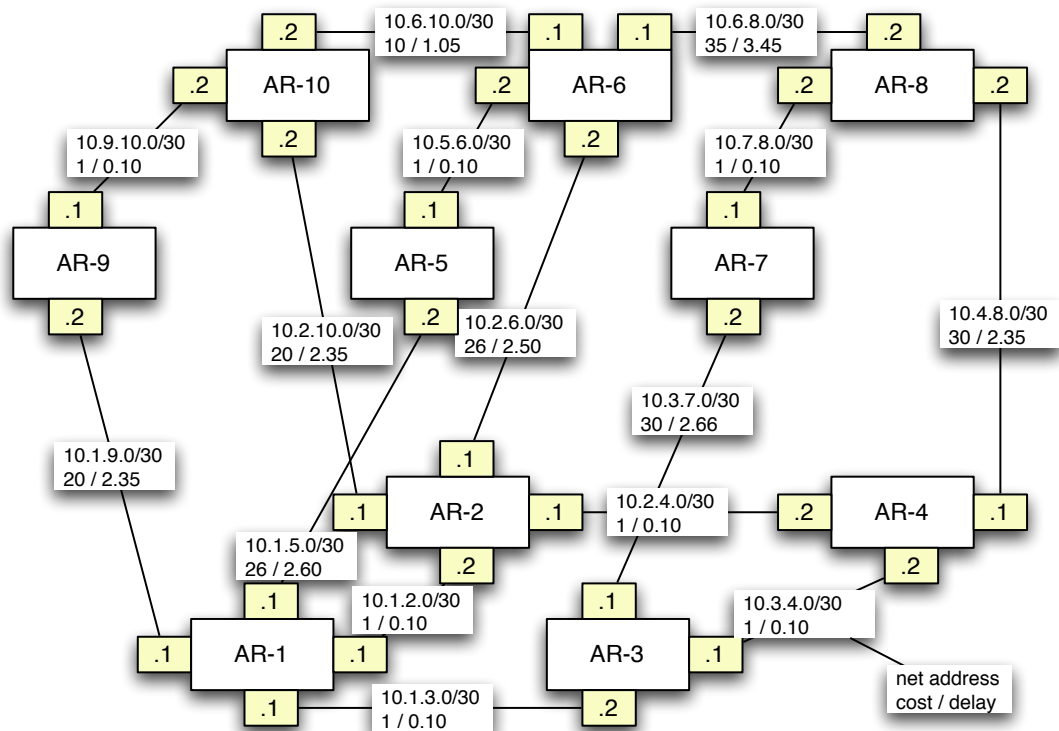 .2
10.6.10.0/30
10 / 1.05
.1
.1
10.6.8.0/30
35 / 3.45
.2
.2
AR-10
.2
AR-6
.2
AR-8
.2
.2
.2
10.9.10.0/30
1 / 0.10
10.5.6.0/30
1 / 0.10
10.7.8.0/30
1 / 0.10
.1
.1
.1
AR-9
AR-5
AR-7
.2
.2
.2
10.2.10.0/30
20 / 2.35
10.2.6.0/30
26 / 2.50
10.4.8.0/30
30 / 2.35
10.3.7.0/30
30 / 2.66
10.1.9.0/30
20 / 2.35
.1
.1
AR-2
.1
10.2.4.0/30
1 / 0.10
.2
AR-4
.1
10.1.5.0/30
26 / 2.60
.2
.2
.1
10.1.2.0/30
1 / 0.10
.1
10.3.4.0/30
1 / 0.10
.1
AR-1
.1
AR-3
.1
net address
cost / delay
.1
10.1.3.0/30
1 / 0.10
.2